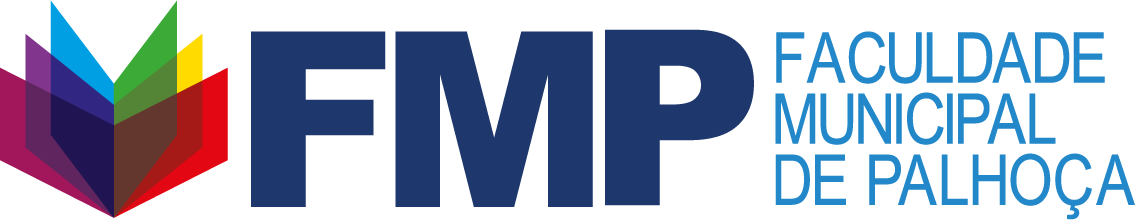 FMP
FACULDADE
MUNICIPAL
DE PALHOÇA